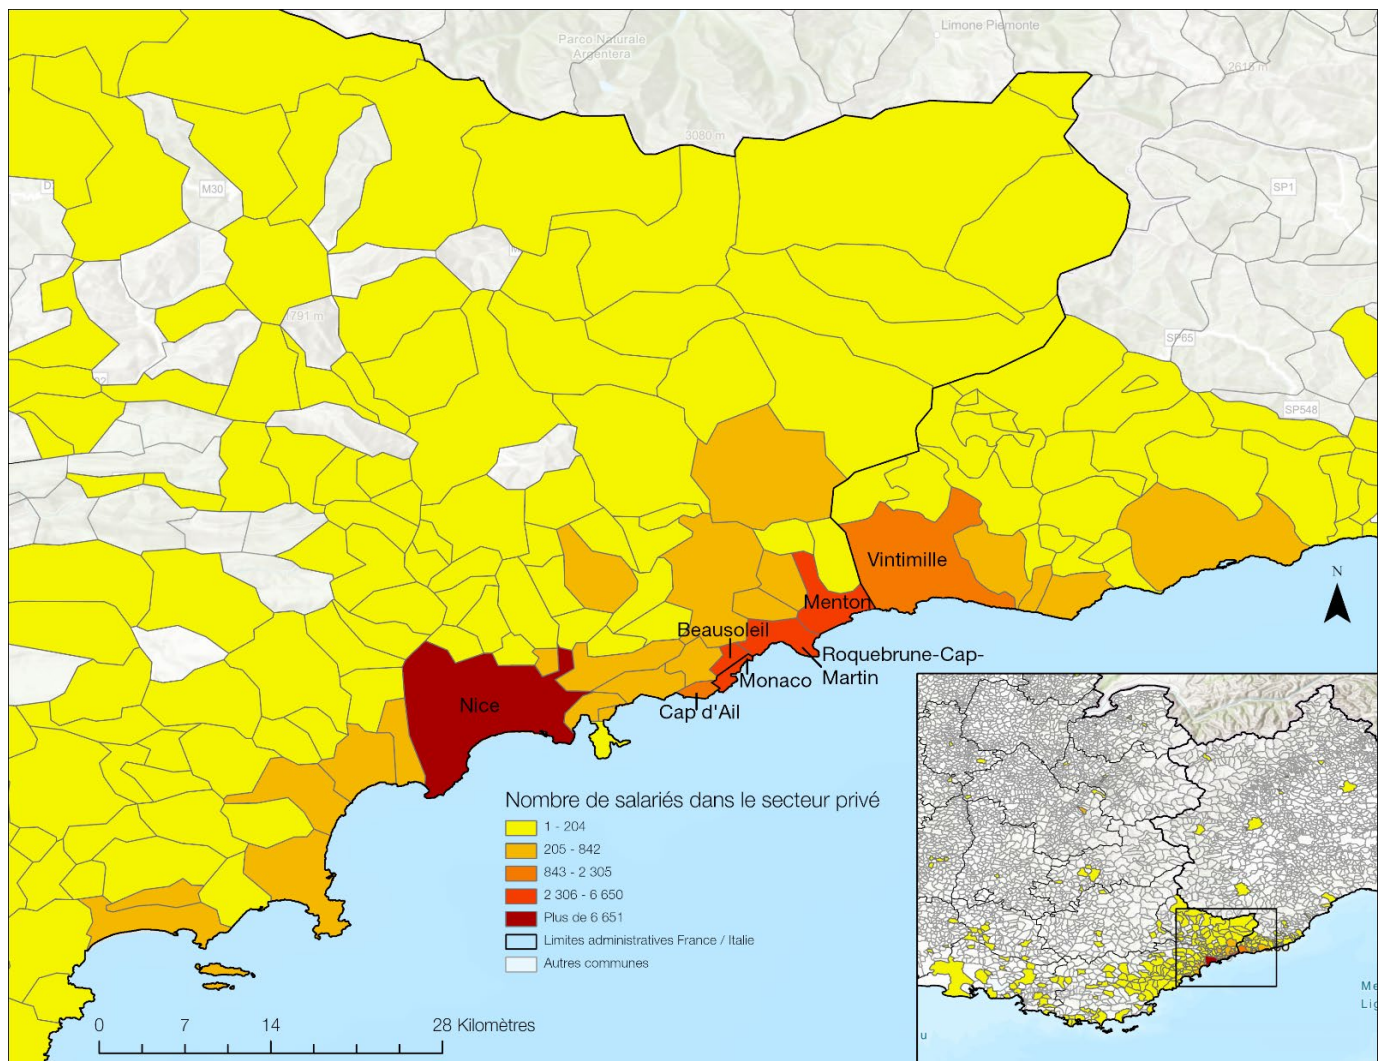 Parco Naturale
Argentera
Limone Piemonte
2615 m
3080 m
M30
SP1
791 m
SP65
SP548
Vintimille
Menton
Beausoleil
Roquebrune-Cap-
Martin
Monaco
Cap d'Ail
Nice
N
Nombre de salariés dans le secteur privé
1 - 204
205 - 842
843 - 2 305
2 306 - 6 650
Plus de 6 651
Limites administratives France / Italie
Autres communes
0 7 14 28 Kilomètres
Me
Lig
u